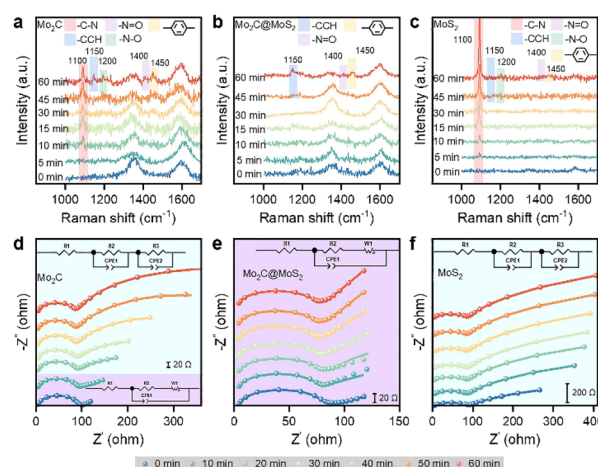 a Mo₂C -C-N -N=O
-CCH -N-O
1100 1150 1200 1400 1450
60 min
45 min
30 min
15 min
10 min
5 min
0 min
Intensity (a.u.)
1000 1200 1400 1600
Raman shift (cm⁻¹)
b Mo₂C@MoS₂ -CCH
-N=O
1150 1400 1450
60 min
45 min
30 min
15 min
10 min
5 min
0 min
Intensity (a.u.)
1000 1200 1400 1600
Raman shift (cm⁻¹)
c MoS₂ -C-N -N=O
-CCH -N-O
1100 1150 1200 1400 1450
60 min
45 min
30 min
15 min
10 min
5 min
0 min
Intensity (a.u.)
1000 1200 1400 1600
Raman shift (cm⁻¹)
d
R1 R2 R3
CPE1 CPE2
Mo₂C
20 Ω
R1 R2 W1
CPE1
-Z″ (ohm)
0 100 200 300
Z′ (ohm)
e
R1 R2 W1
CPE1
Mo₂C@MoS₂
20 Ω
-Z″ (ohm)
0 40 80 120
Z′ (ohm)
f
R1 R2 R3
CPE1 CPE2
MoS₂
200 Ω
-Z″ (ohm)
0 100 200 300 400
Z′ (ohm)
0 min 10 min 20 min 30 min 40 min 50 min 60 min